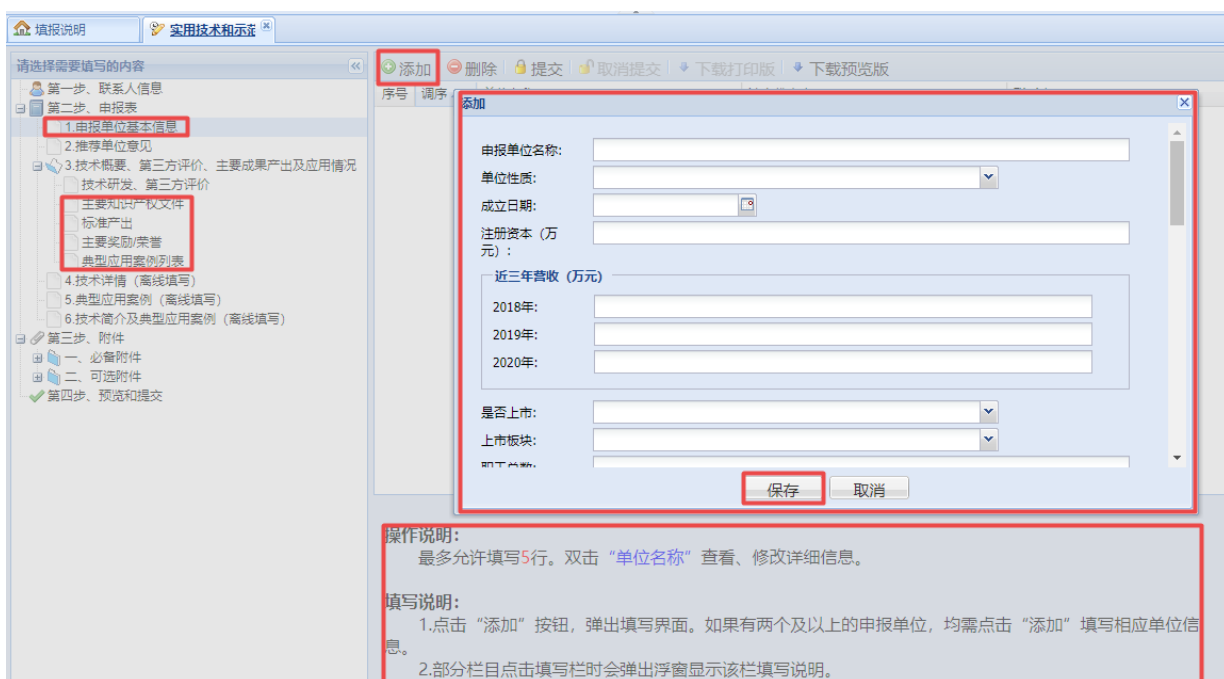 填报说明
实用技术和示范
请选择需要填写的内容
添加 删除 提交 取消提交 下载打印版 下载预览版
第一步、联系人信息
序号 调序
第二步、申报表
添加
1.申报单位基本信息
2.推荐单位意见
3.技术概要、第三方评价、主要成果产出及应用情况
技术研发、第三方评价
主要知识产权文件
标准产出
主要奖励/荣誉
典型应用案例列表
4.技术详情（离线填写）
5.典型应用案例（离线填写）
6.技术简介及典型应用案例（离线填写）
第三步、附件
一、必备附件
二、可选附件
第四步、预览和提交
申报单位名称:
单位性质:
成立日期:
注册资本（万
元）:
近三年营收（万元）
2018年:
2019年:
2020年:
是否上市:
上市板块:
职工总数:
保存 取消
操作说明：
最多允许填写5行。双击“单位名称”查看、修改详细信息。
填写说明：
1.点击“添加”按钮，弹出填写界面。如果有两个及以上的申报单位，均需点击“添加”填写相应单位信
息。
2.部分栏目点击填写栏时会弹出浮窗显示该栏填写说明。